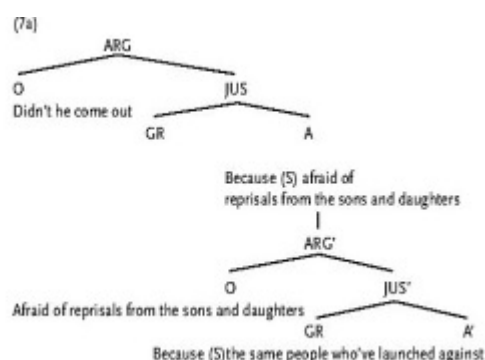 (7a)
ARG
O JUS
Didn't he come out
GR A
Because (S) afraid of
reprisals from the sons and daughters
ARG'
O JUS'
Afraid of reprisals from the sons and daughters
GR A'
Because (S)the same people who've launched against